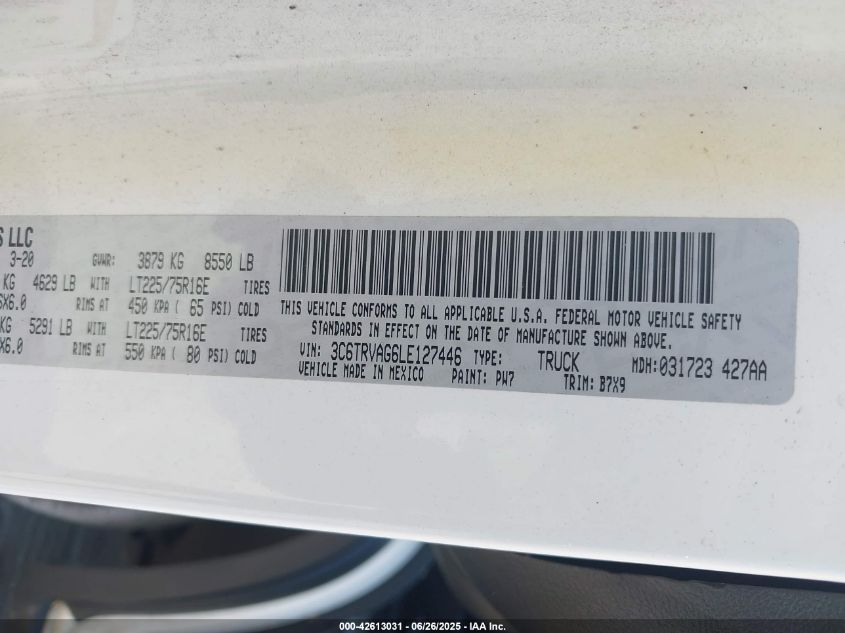 S LLC
3-20 GVWR: 3879 KG 8550 LB
KG 4629 LB WITH LT225/75R16E TIRES
X6.0 RIMS AT 450 KPA ( 65 PSI) COLD
KG 5291 LB WITH LT225/75R16E TIRES
X6.0 RIMS AT 550 KPA ( 80 PSI) COLD
THIS VEHICLE CONFORMS TO ALL APPLICABLE U.S.A. FEDERAL MOTOR VEHICLE SAFETY
STANDARDS IN EFFECT ON THE DATE OF MANUFACTURE SHOWN ABOVE.
VIN: 3C6TRVAG6LE127446 TYPE: TRUCK MDH:031723 427AA
VEHICLE MADE IN MEXICO PAINT: PW7 TRIM: B7X9
000-42613031 - 06/26/2025 - IAA Inc.